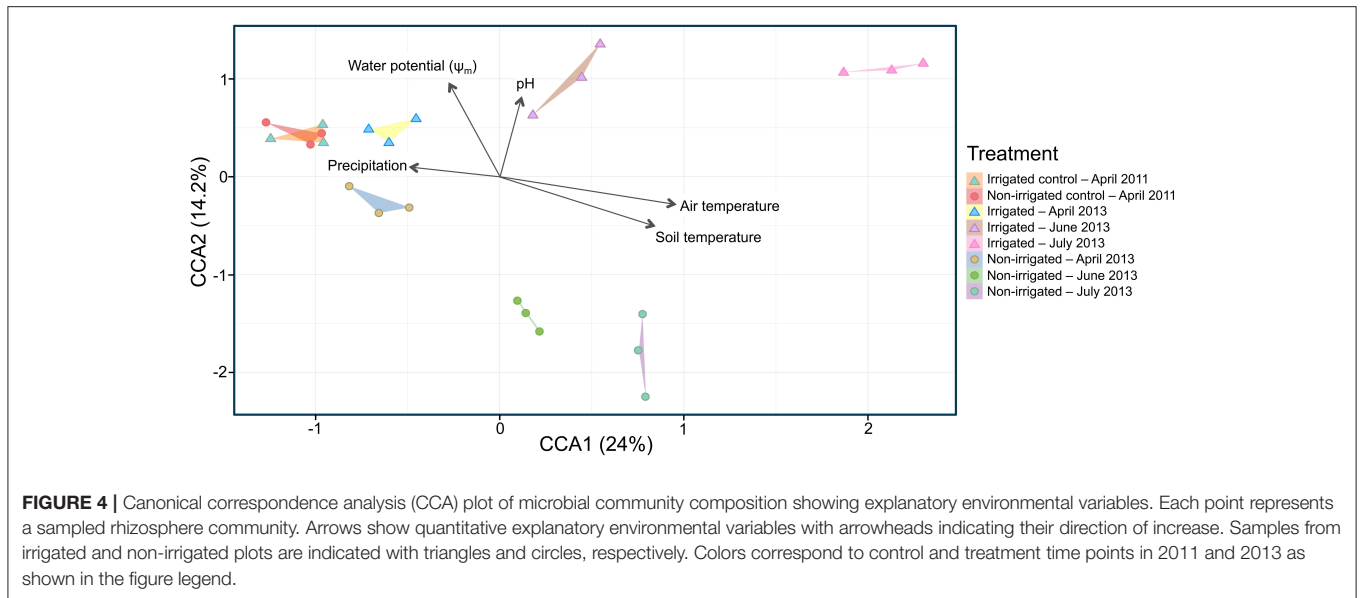 Water potential (ψm)
pH
Precipitation
Air temperature
Soil temperature
1
0
-1
-2
CCA2 (14.2%)
-1
0
1
2
CCA1 (24%)
Treatment
Irrigated control – April 2011
Non-irrigated control – April 2011
Irrigated – April 2013
Irrigated – June 2013
Irrigated – July 2013
Non-irrigated – April 2013
Non-irrigated – June 2013
Non-irrigated – July 2013
FIGURE 4 | Canonical correspondence analysis (CCA) plot of microbial community composition showing explanatory environmental variables. Each point represents
a sampled rhizosphere community. Arrows show quantitative explanatory environmental variables with arrowheads indicating their direction of increase. Samples from
irrigated and non-irrigated plots are indicated with triangles and circles, respectively. Colors correspond to control and treatment time points in 2011 and 2013 as
shown in the figure legend.